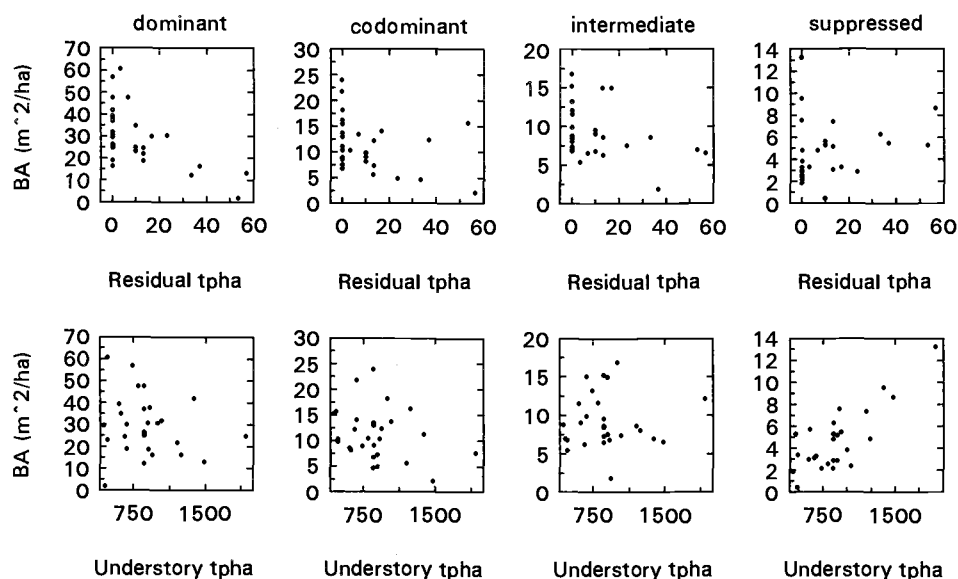 dominant codominant intermediate suppressed
70 30 20 14
60 25 12
50 20 15 10
40 15 10 8
30 6
20 10 5 4
10 5 2
0 0 0 0
BA (m^2/ha)
0 20 40 60 0 20 40 60 0 20 40 60 0 20 40 60
Residual tpha Residual tpha Residual tpha Residual tpha
70 30 20 14
60 25 12
50 20 15 10
40 15 10 8
30 6
20 10 5 4
10 5 2
0 0 0 0
BA (m^2/ha)
750 1500 750 1500 750 1500 750 1500
Understory tpha Understory tpha Understory tpha Understory tpha